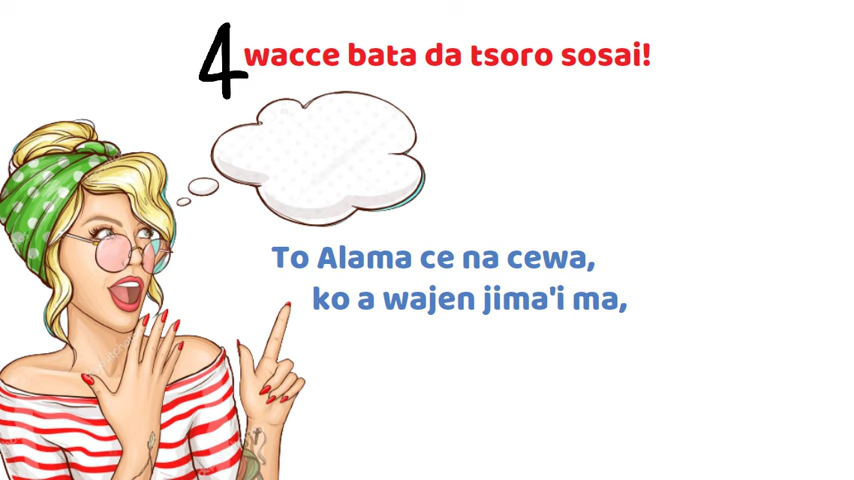 4 wacce bata da tsoro sosai!
To Alama ce na cewa,
ko a wajen jima'i ma,